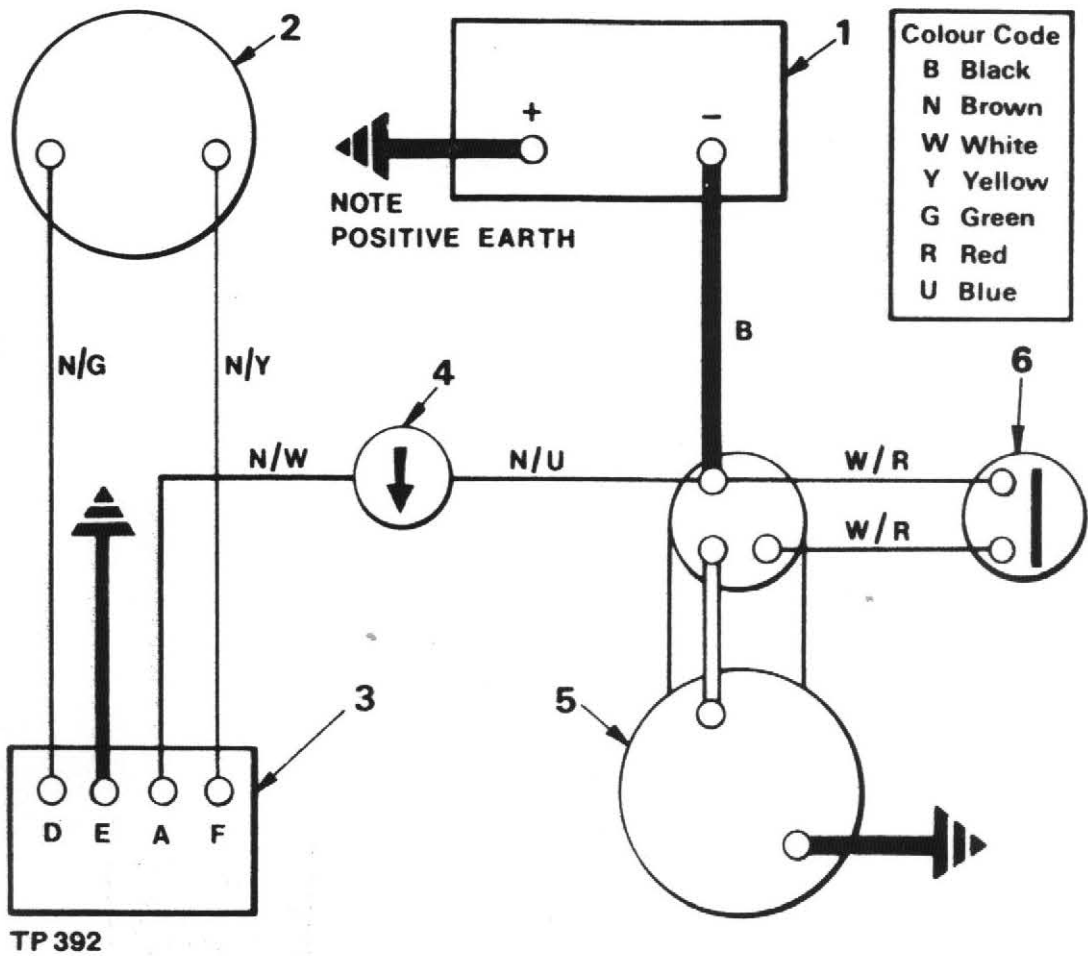 2
1
Colour Code
B Black
N Brown
W White
Y Yellow
G Green
R Red
U Blue
+
−
NOTE
POSITIVE EARTH
B
N/G
N/Y
4
6
N/W
N/U
W/R
W/R
3
5
D E A F
TP 392